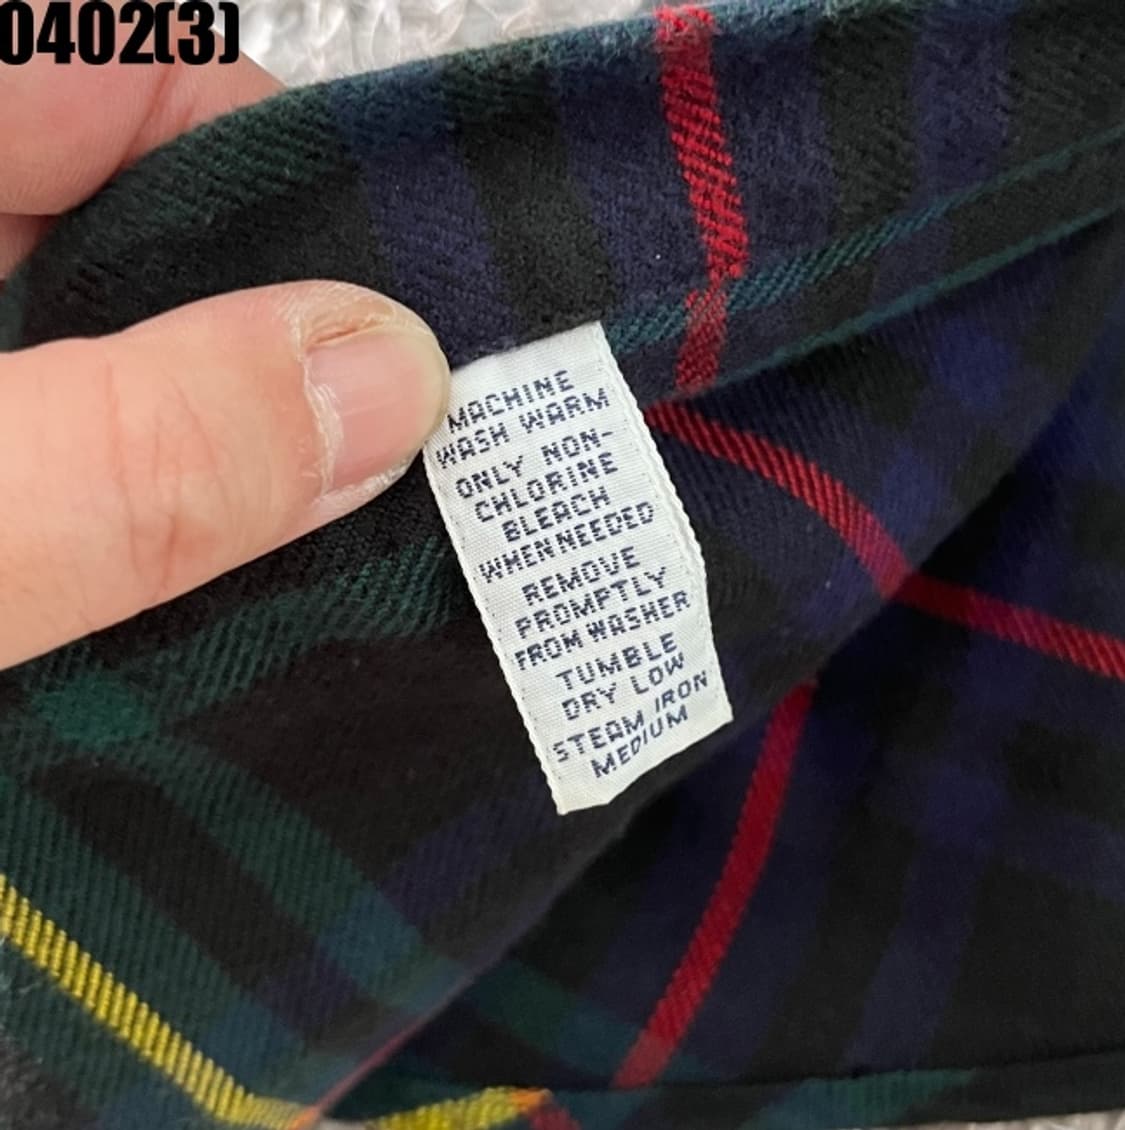 0402(3)
MACHINE
WASH WARM
ONLY NON-
CHLORINE
BLEACH
WHEN NEEDED
REMOVE
PROMPTLY
FROM WASHER
TUMBLE
DRY LOW
STEAM IRON
MEDIUM